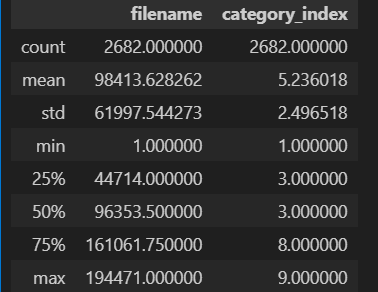 filename category_index
count 2682.000000 2682.000000
mean 98413.628262 5.236018
std 61997.544273 2.496518
min 1.000000 1.000000
25% 44714.000000 3.000000
50% 96353.500000 3.000000
75% 161061.750000 8.000000
max 194471.000000 9.000000